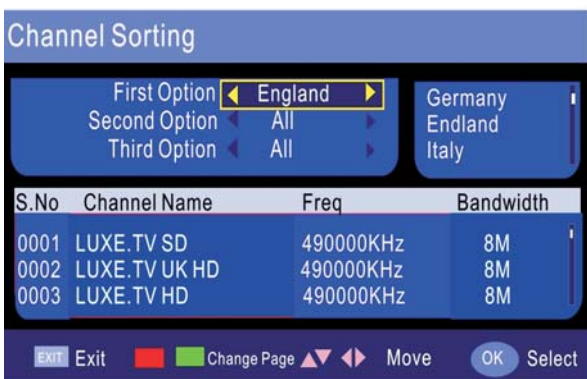 Channel Sorting
First Option England
Second Option All
Third Option All
Germany
Endland
Italy
S.No Channel Name Freq Bandwidth
0001 LUXE.TV SD 490000KHz 8M
0002 LUXE.TV UK HD 490000KHz 8M
0003 LUXE.TV HD 490000KHz 8M
EXIT Exit Change Page Move OK Select